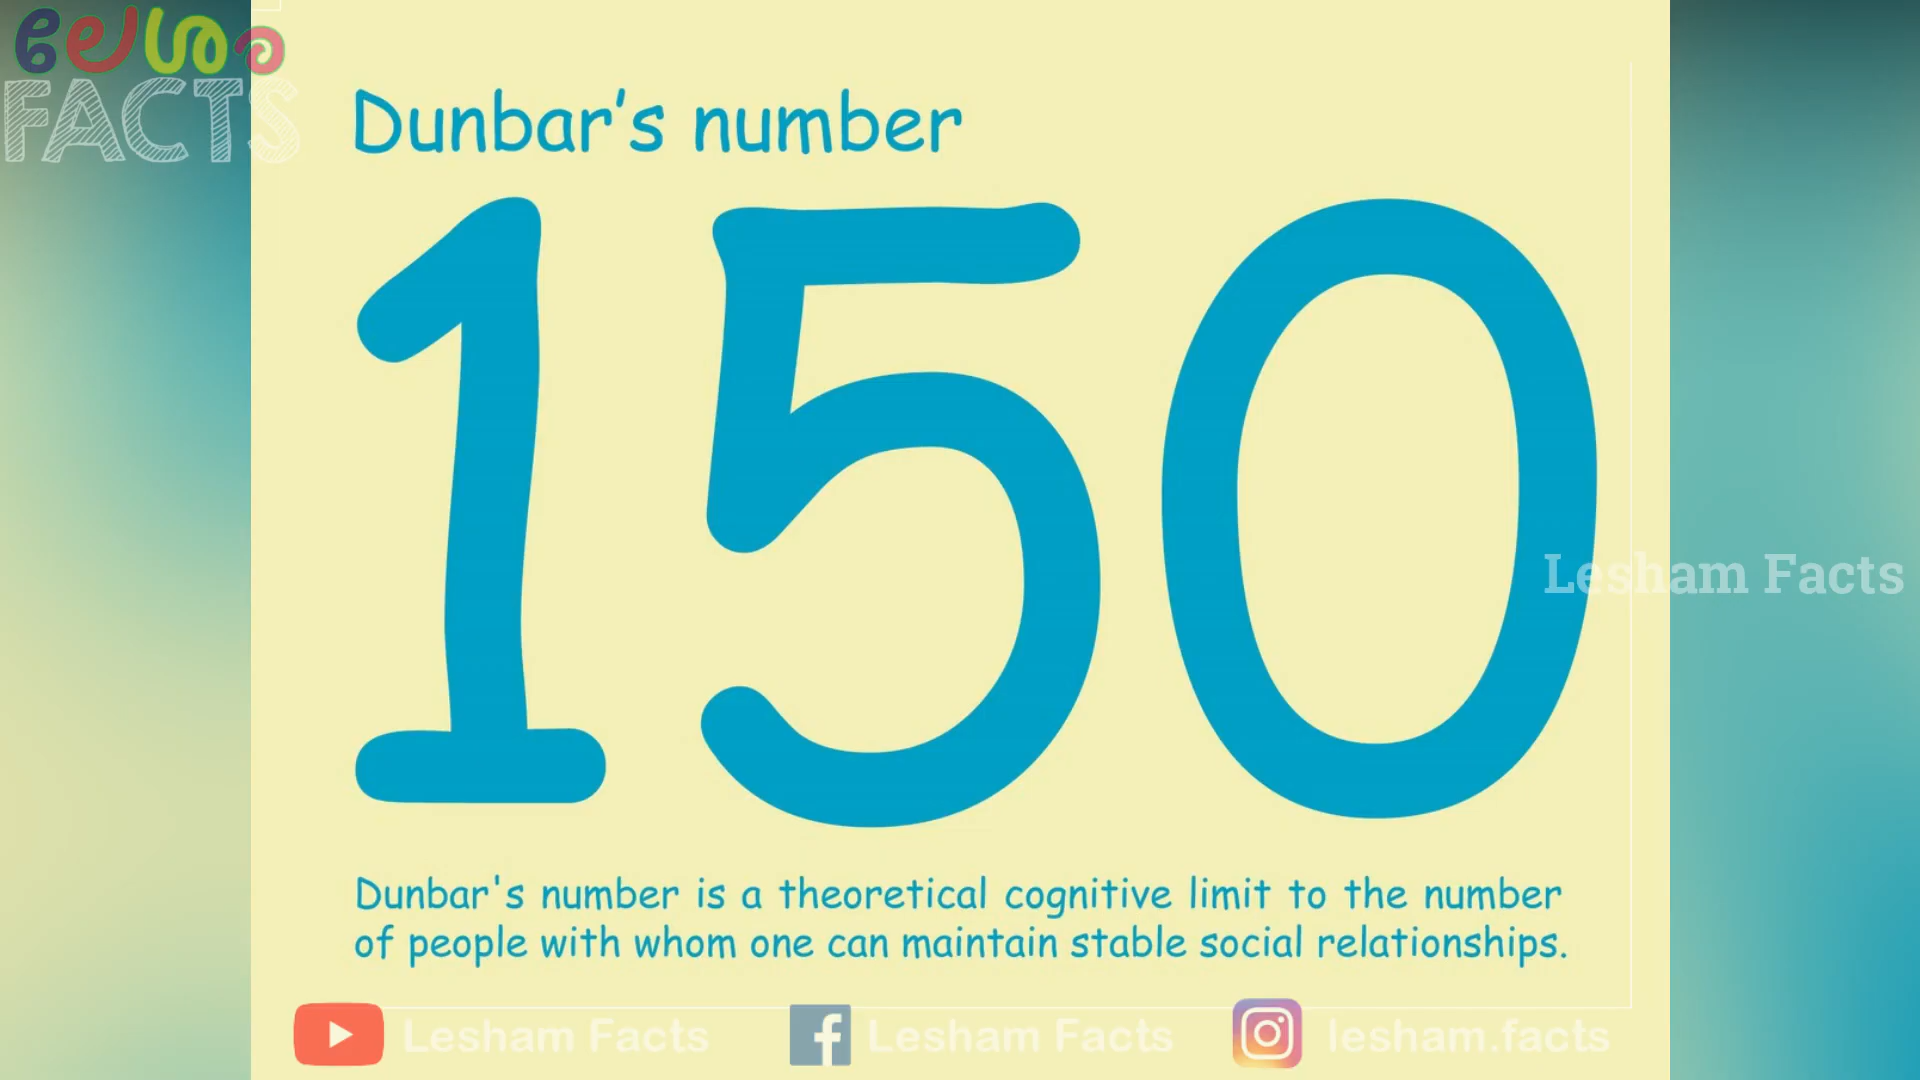 ലേശം
FACTS
Dunbar's number
150
Lesham Facts
Dunbar's number is a theoretical cognitive limit to the number
of people with whom one can maintain stable social relationships.
Lesham Facts
Lesham Facts
lesham.facts